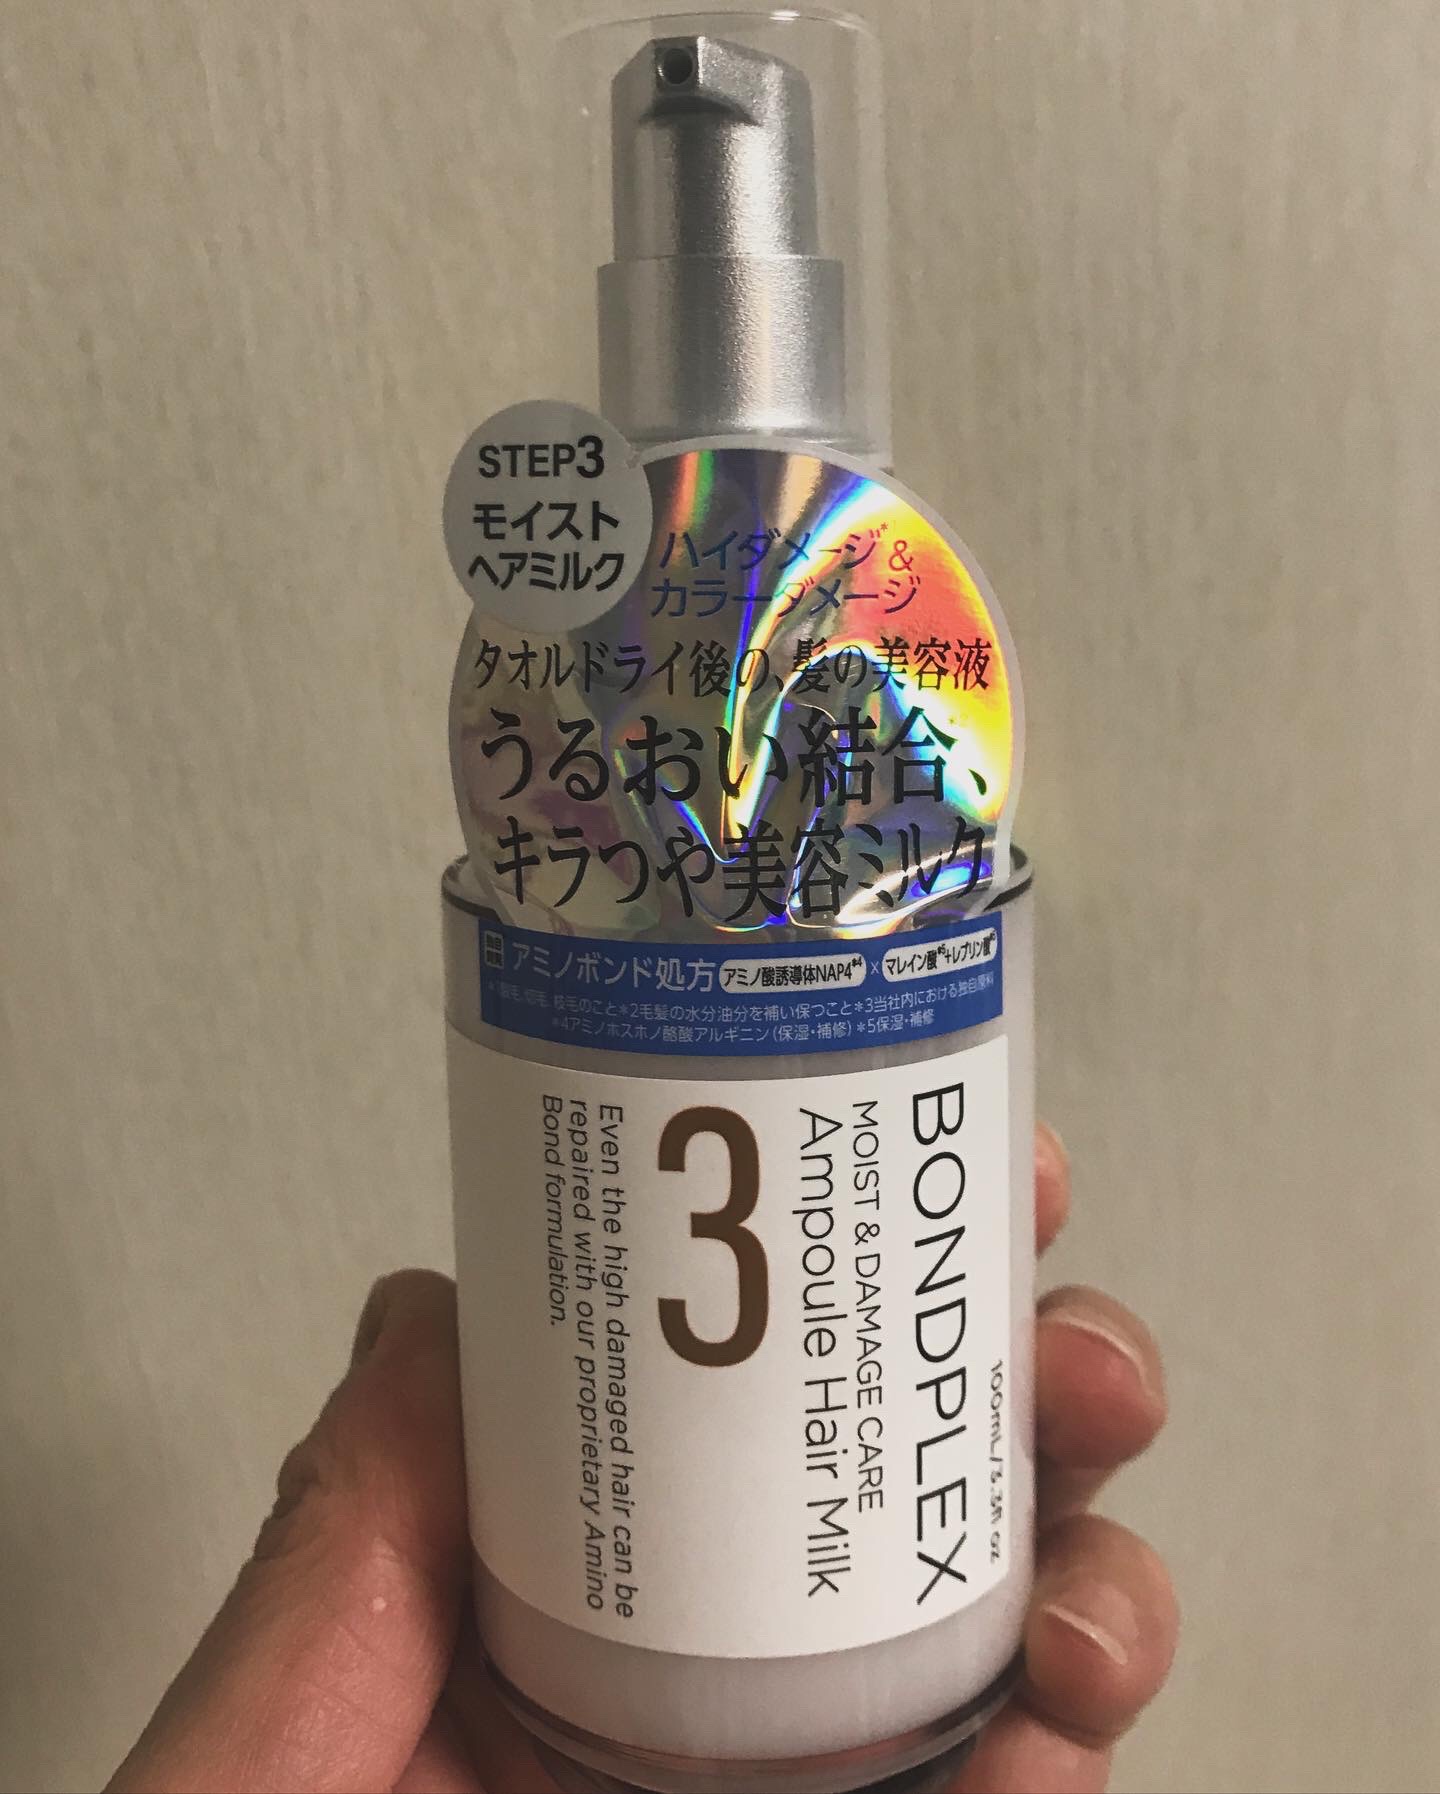 STEP3
モイスト
ヘアミルク
ハイダメージ*&
カラーダメージ
タオルドライ後の、髪の美容液
うるおい結合*2、
キラつや美容ミルク
アミノボンド処方 アミノ酸誘導体NAP4*4 × マレイン酸*5+レブリン酸*5
枝毛のこと*2毛髪の水分油分を補い保つこと*3当社内における独自原料
*4アミノホスホノ酪酸アルギニン(保湿・補修)*5保湿・補修
BONDPLEX
100mL/3.3fl oz
MOIST & DAMAGE CARE
Ampoule Hair Milk
3
Even the high damaged hair can be
repaired with our proprietary Amino
Bond formulation.